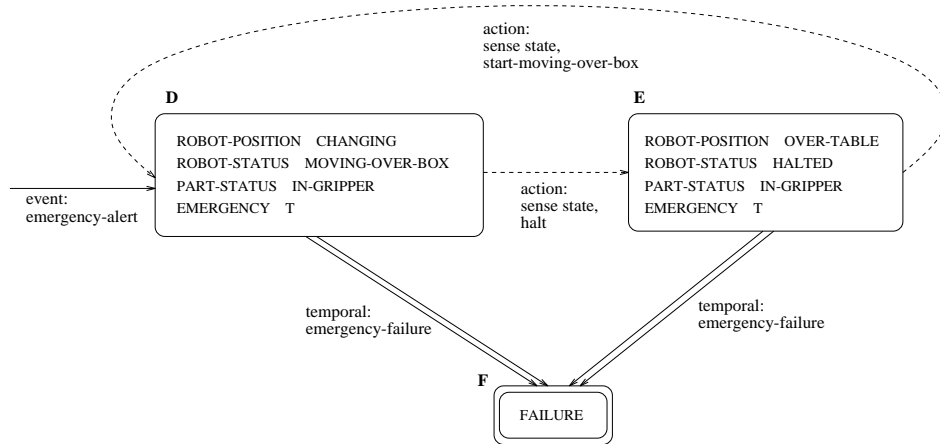 action:
sense state,
start-moving-over-box
D
E
ROBOT-POSITION CHANGING
ROBOT-STATUS MOVING-OVER-BOX
PART-STATUS IN-GRIPPER
EMERGENCY T
ROBOT-POSITION OVER-TABLE
ROBOT-STATUS HALTED
PART-STATUS IN-GRIPPER
EMERGENCY T
event:
emergency-alert
action:
sense state,
halt
temporal:
emergency-failure
temporal:
emergency-failure
F
FAILURE